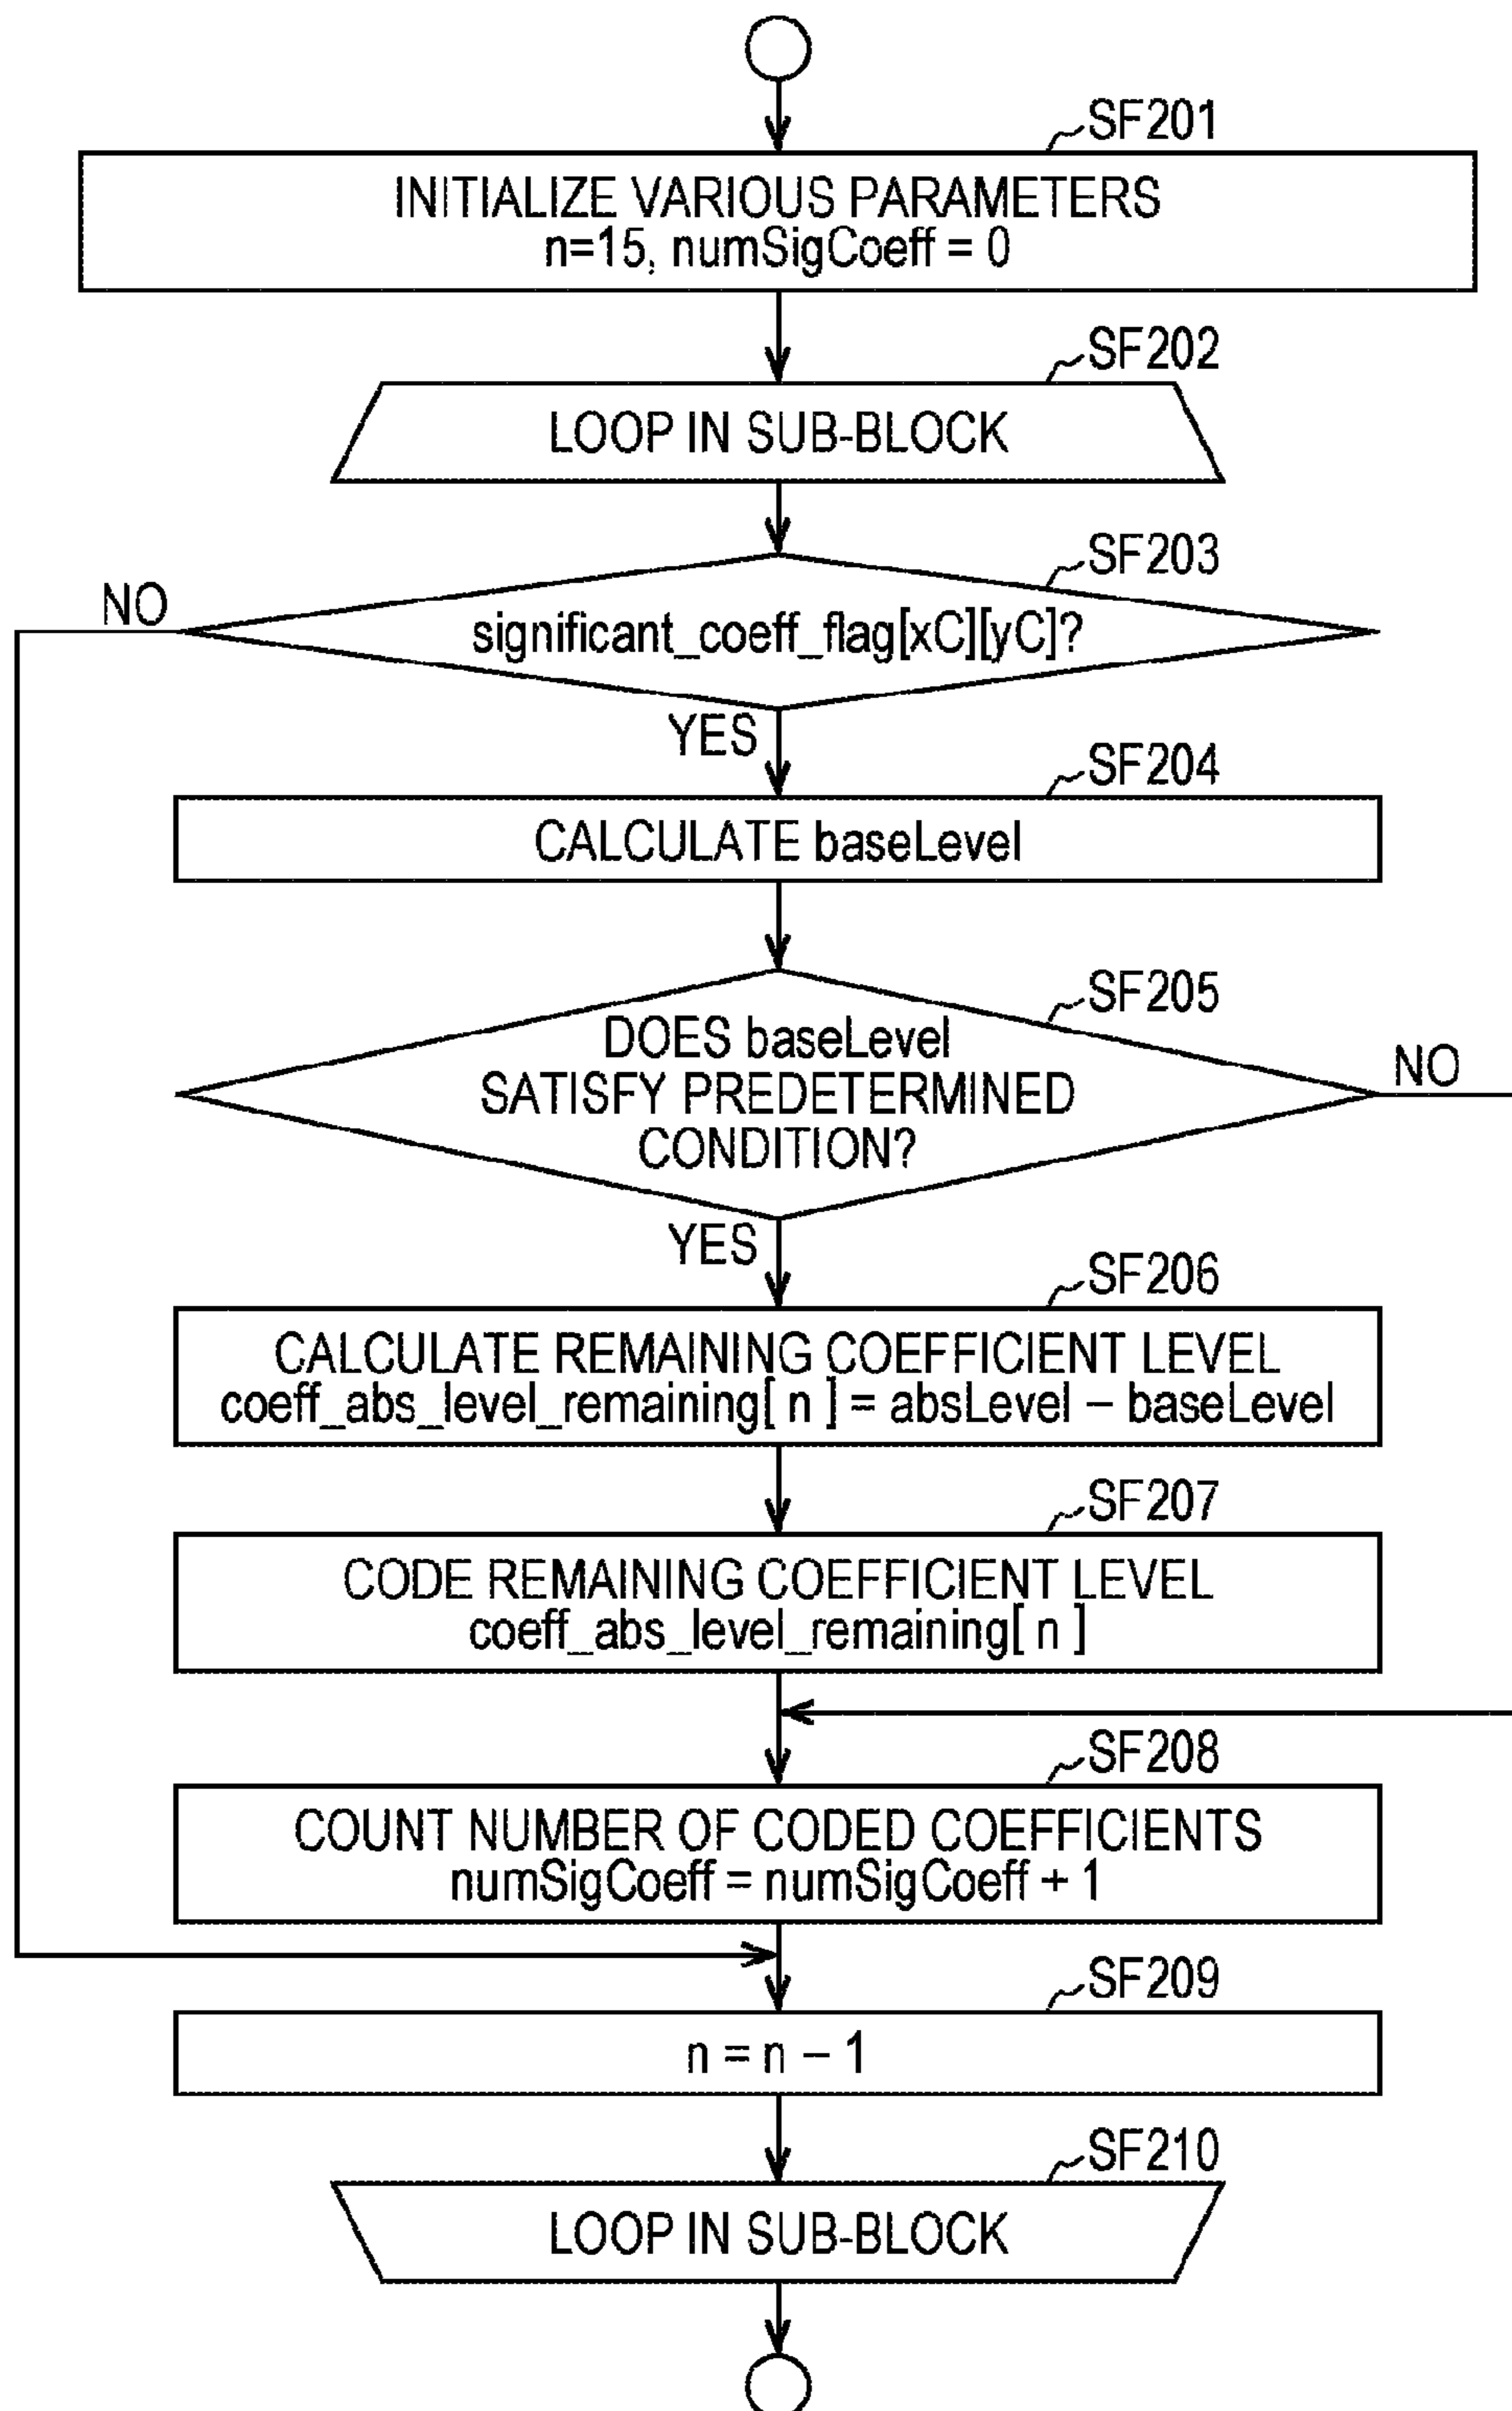 SF201
INITIALIZE VARIOUS PARAMETERS
n=15, numSigCoeff = 0
SF202
LOOP IN SUB-BLOCK
SF203
NO
significant_coeff_flag[xC][yC]?
YES
SF204
CALCULATE baseLevel
SF205
DOES baseLevel
NO
SATISFY PREDETERMINED
CONDITION?
YES
SF206
CALCULATE REMAINING COEFFICIENT LEVEL
coeff_abs_level_remaining[ n ] = absLevel – baseLevel
SF207
CODE REMAINING COEFFICIENT LEVEL
coeff_abs_level_remaining[ n ]
SF208
COUNT NUMBER OF CODED COEFFICIENTS
numSigCoeff = numSigCoeff + 1
SF209
n = n – 1
SF210
LOOP IN SUB-BLOCK